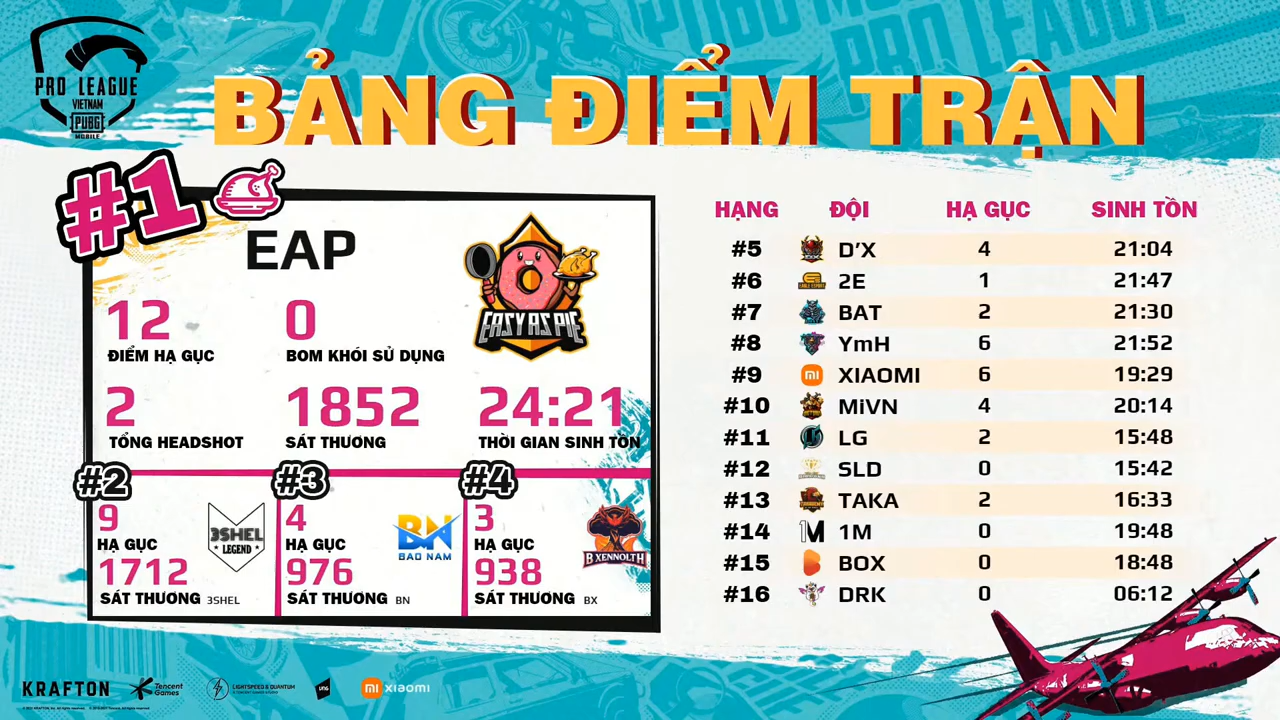 PRO LEAGUE
VIETNAM
PUBG
MOBILE
BẢNG ĐIỂM TRẬN
#1
EAP
12
ĐIỂM HẠ GỤC
0
BOM KHÓI SỬ DỤNG
EASY AS PIE
2
TỔNG HEADSHOT
1852
SÁT THƯƠNG
24:21
THỜI GIAN SINH TỒN
#2
9
HẠ GỤC
1712
SÁT THƯƠNG 3SHEL
3SHEL
LEGEND
#3
4
HẠ GỤC
976
SÁT THƯƠNG BN
BN
BAO NAM
#4
3
HẠ GỤC
938
SÁT THƯƠNG BX
BXENNOLTH
HẠNG ĐỘI HẠ GỤC SINH TỒN
#5 D'X 4 21:04
#6 2E 1 21:47
#7 BAT 2 21:30
#8 YmH 6 21:52
#9 XIAOMI 6 19:29
#10 MiVN 4 20:14
#11 LG 2 15:48
#12 SLD 0 15:42
#13 TAKA 2 16:33
#14 1M 1M 0 19:48
#15 BOX 0 18:48
#16 DRK 0 06:12
KRAFTON Tencent Games LIGHTSPEED & QUANTUM VNG xiaomi